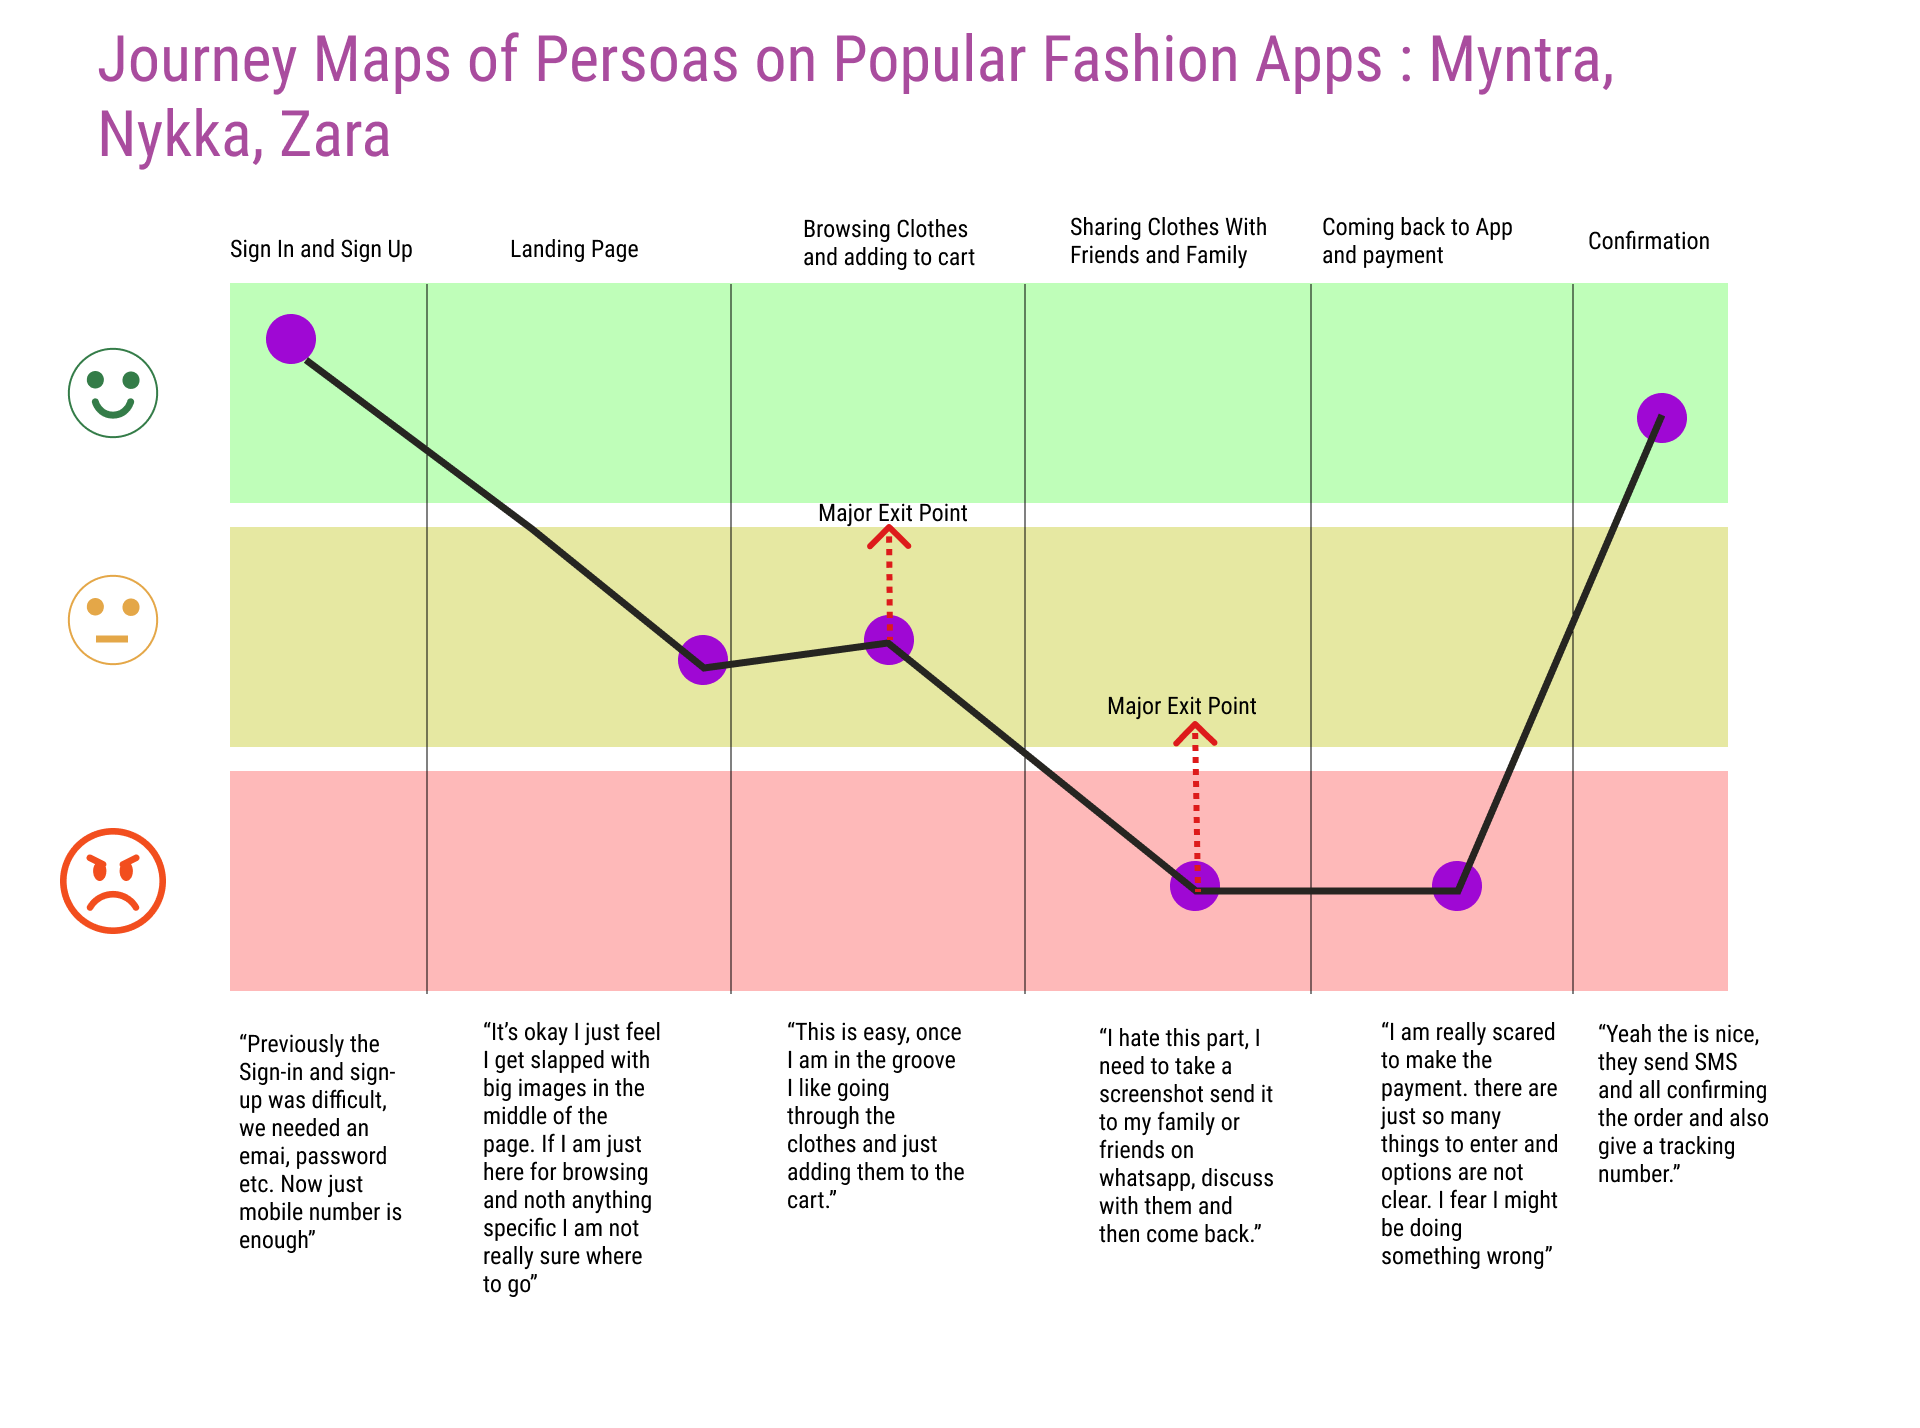 Journey Maps of Persoas on Popular Fashion Apps : Myntra,
Nykka, Zara
Sign In and Sign Up
Landing Page
Browsing Clothes
and adding to cart
Sharing Clothes With
Friends and Family
Coming back to App
and payment
Confirmation
Major Exit Point
Major Exit Point
“Previously the
Sign-in and sign-
up was difficult,
we needed an
emai, password
etc. Now just
mobile number is
enough”
“It’s okay I just feel
I get slapped with
big images in the
middle of the
page. If I am just
here for browsing
and noth anything
specific I am not
really sure where
to go”
“This is easy, once
I am in the groove
I like going
through the
clothes and just
adding them to the
cart.”
“I hate this part, I
need to take a
screenshot send it
to my family or
friends on
whatsapp, discuss
with them and
then come back.”
“I am really scared
to make the
payment. there are
just so many
things to enter and
options are not
clear. I fear I might
be doing
something wrong”
“Yeah the is nice,
they send SMS
and all confirming
the order and also
give a tracking
number.”